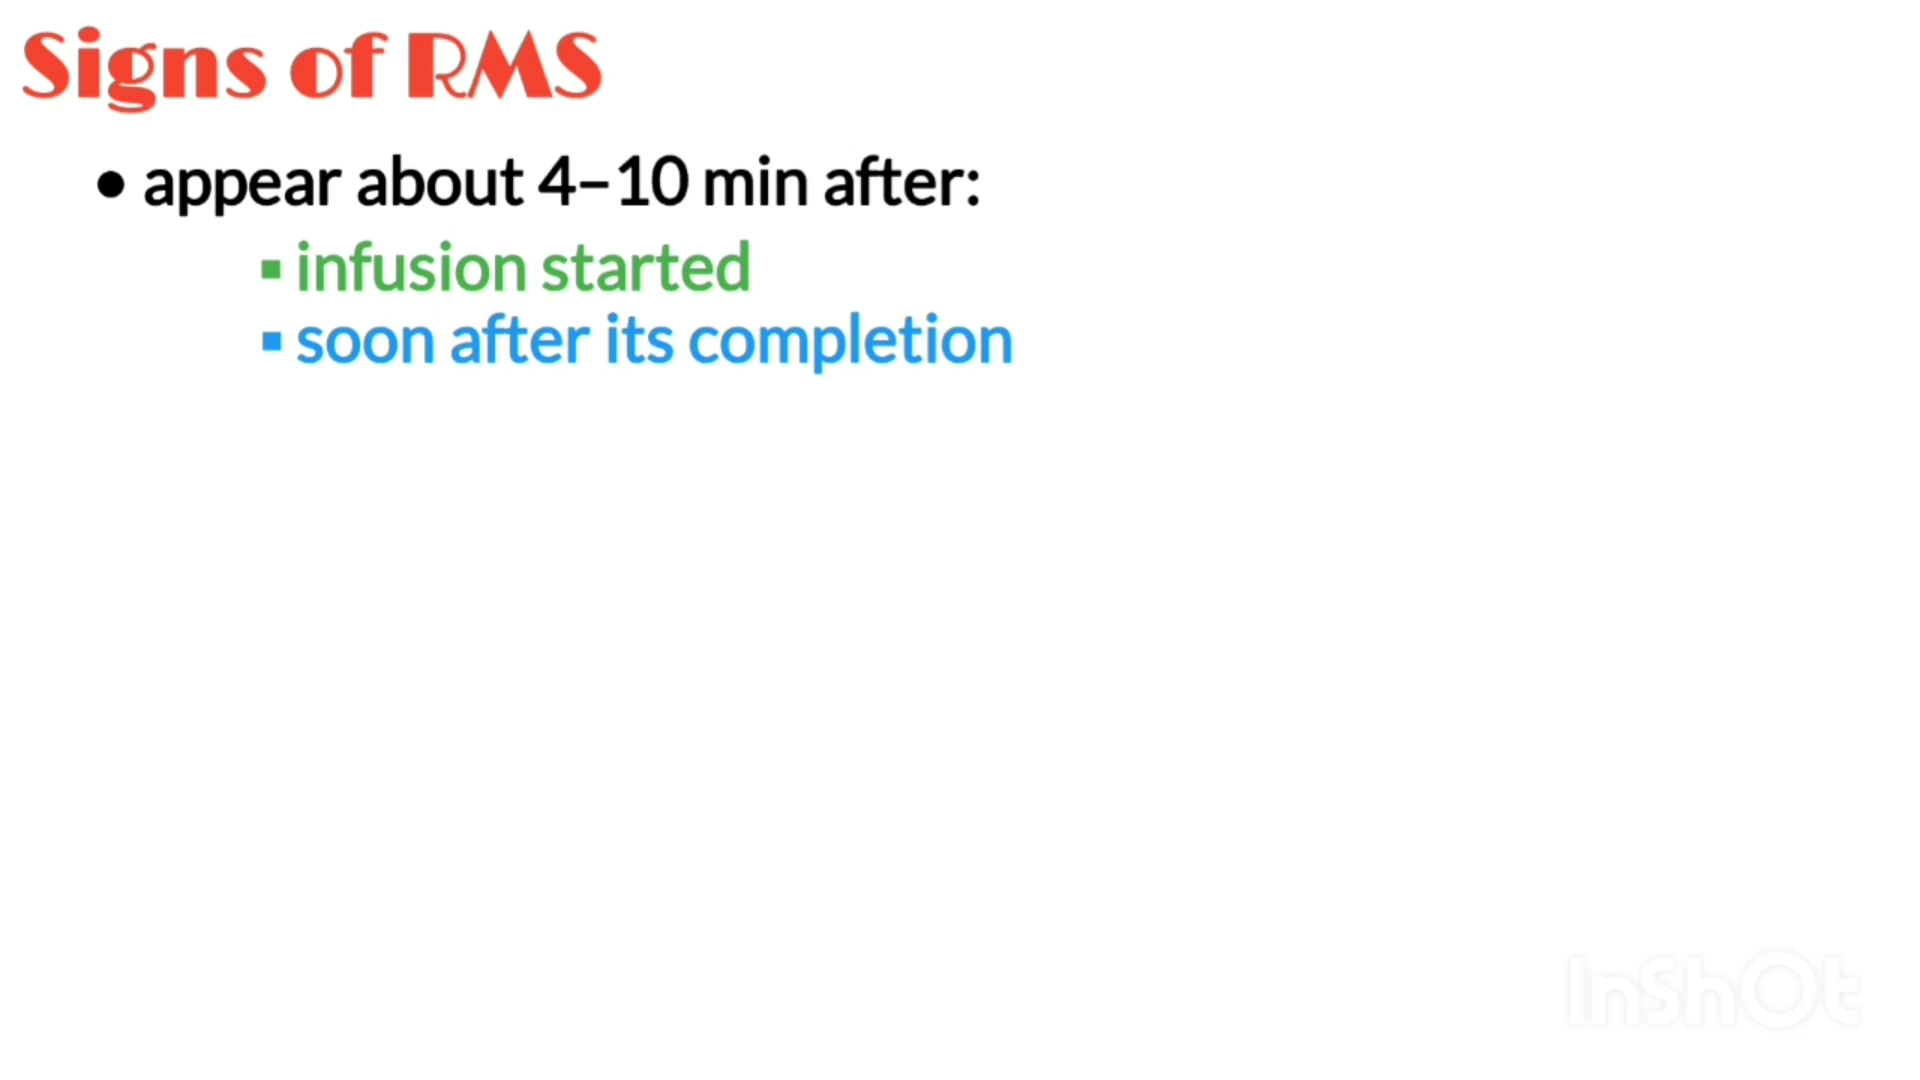 Signs of RMS
• appear about 4–10 min after:
▪ infusion started
▪ soon after its completion
InShOt